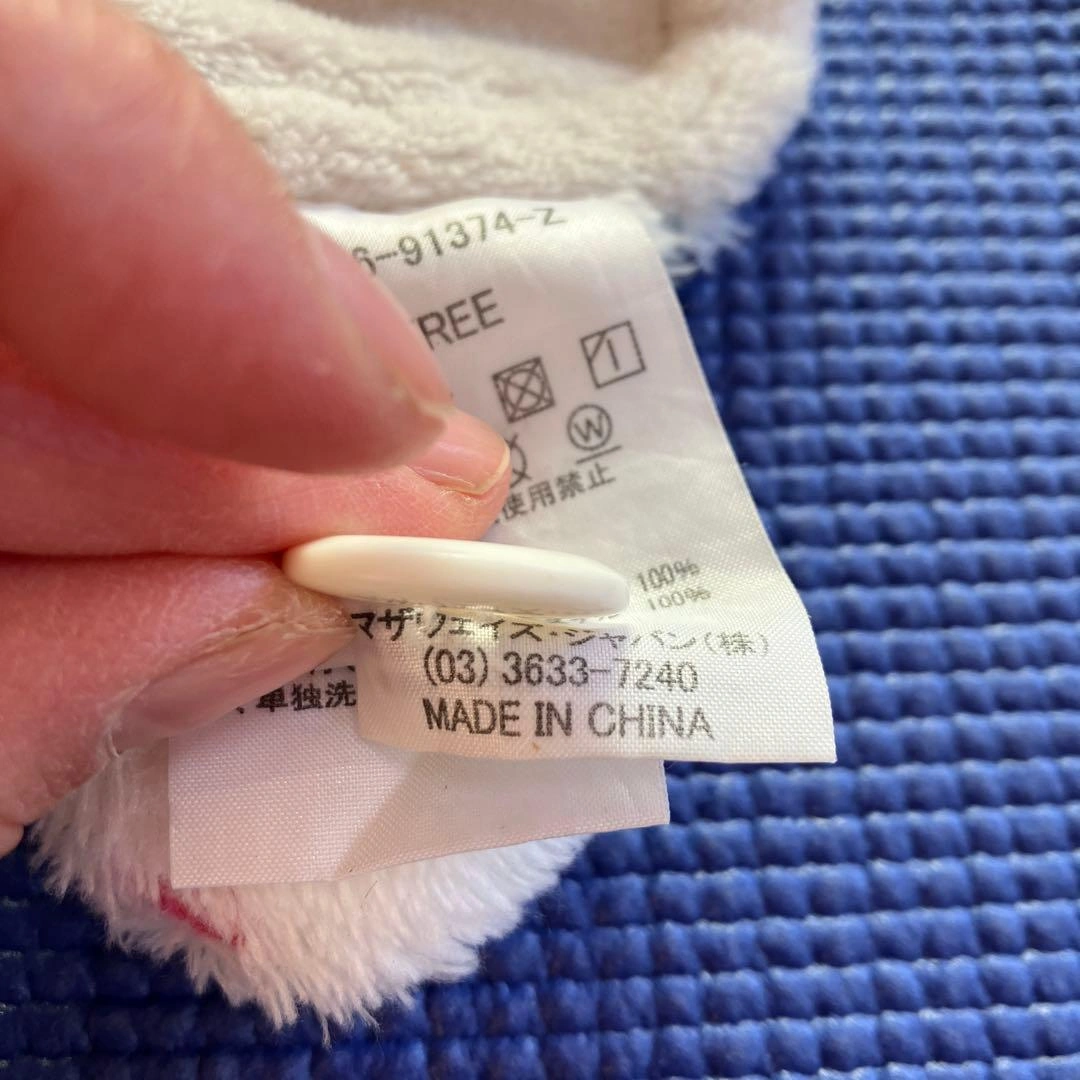 6-91374-Z
REE
W
使用禁止
100%
100%
マザウェイズ・ジャパン(株)
(03) 3633-7240
、単独洗
MADE IN CHINA